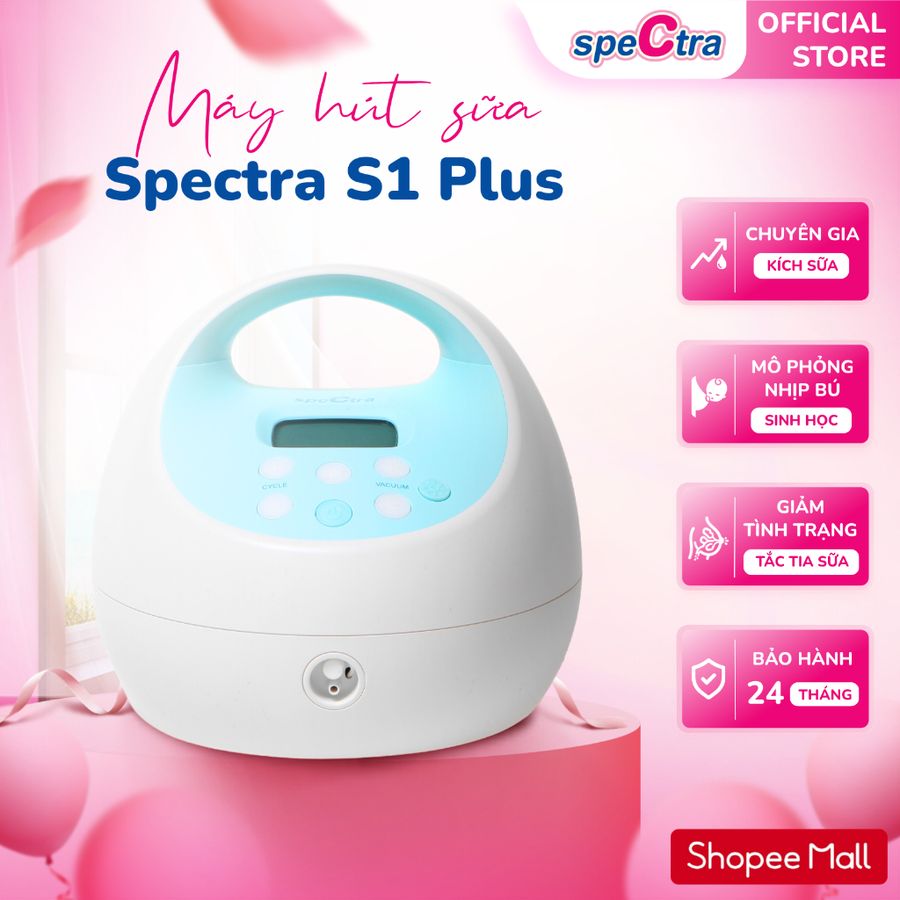 speCtra
OFFICIAL
STORE
Máy hút sữa
Spectra S1 Plus
CHUYÊN GIA
KÍCH SỮA
MÔ PHỎNG
NHỊP BÚ
SINH HỌC
GIẢM
TÌNH TRẠNG
TẮC TIA SỮA
BẢO HÀNH
24 THÁNG
speCtra
CYCLE
VACUUM
Shopee Mall